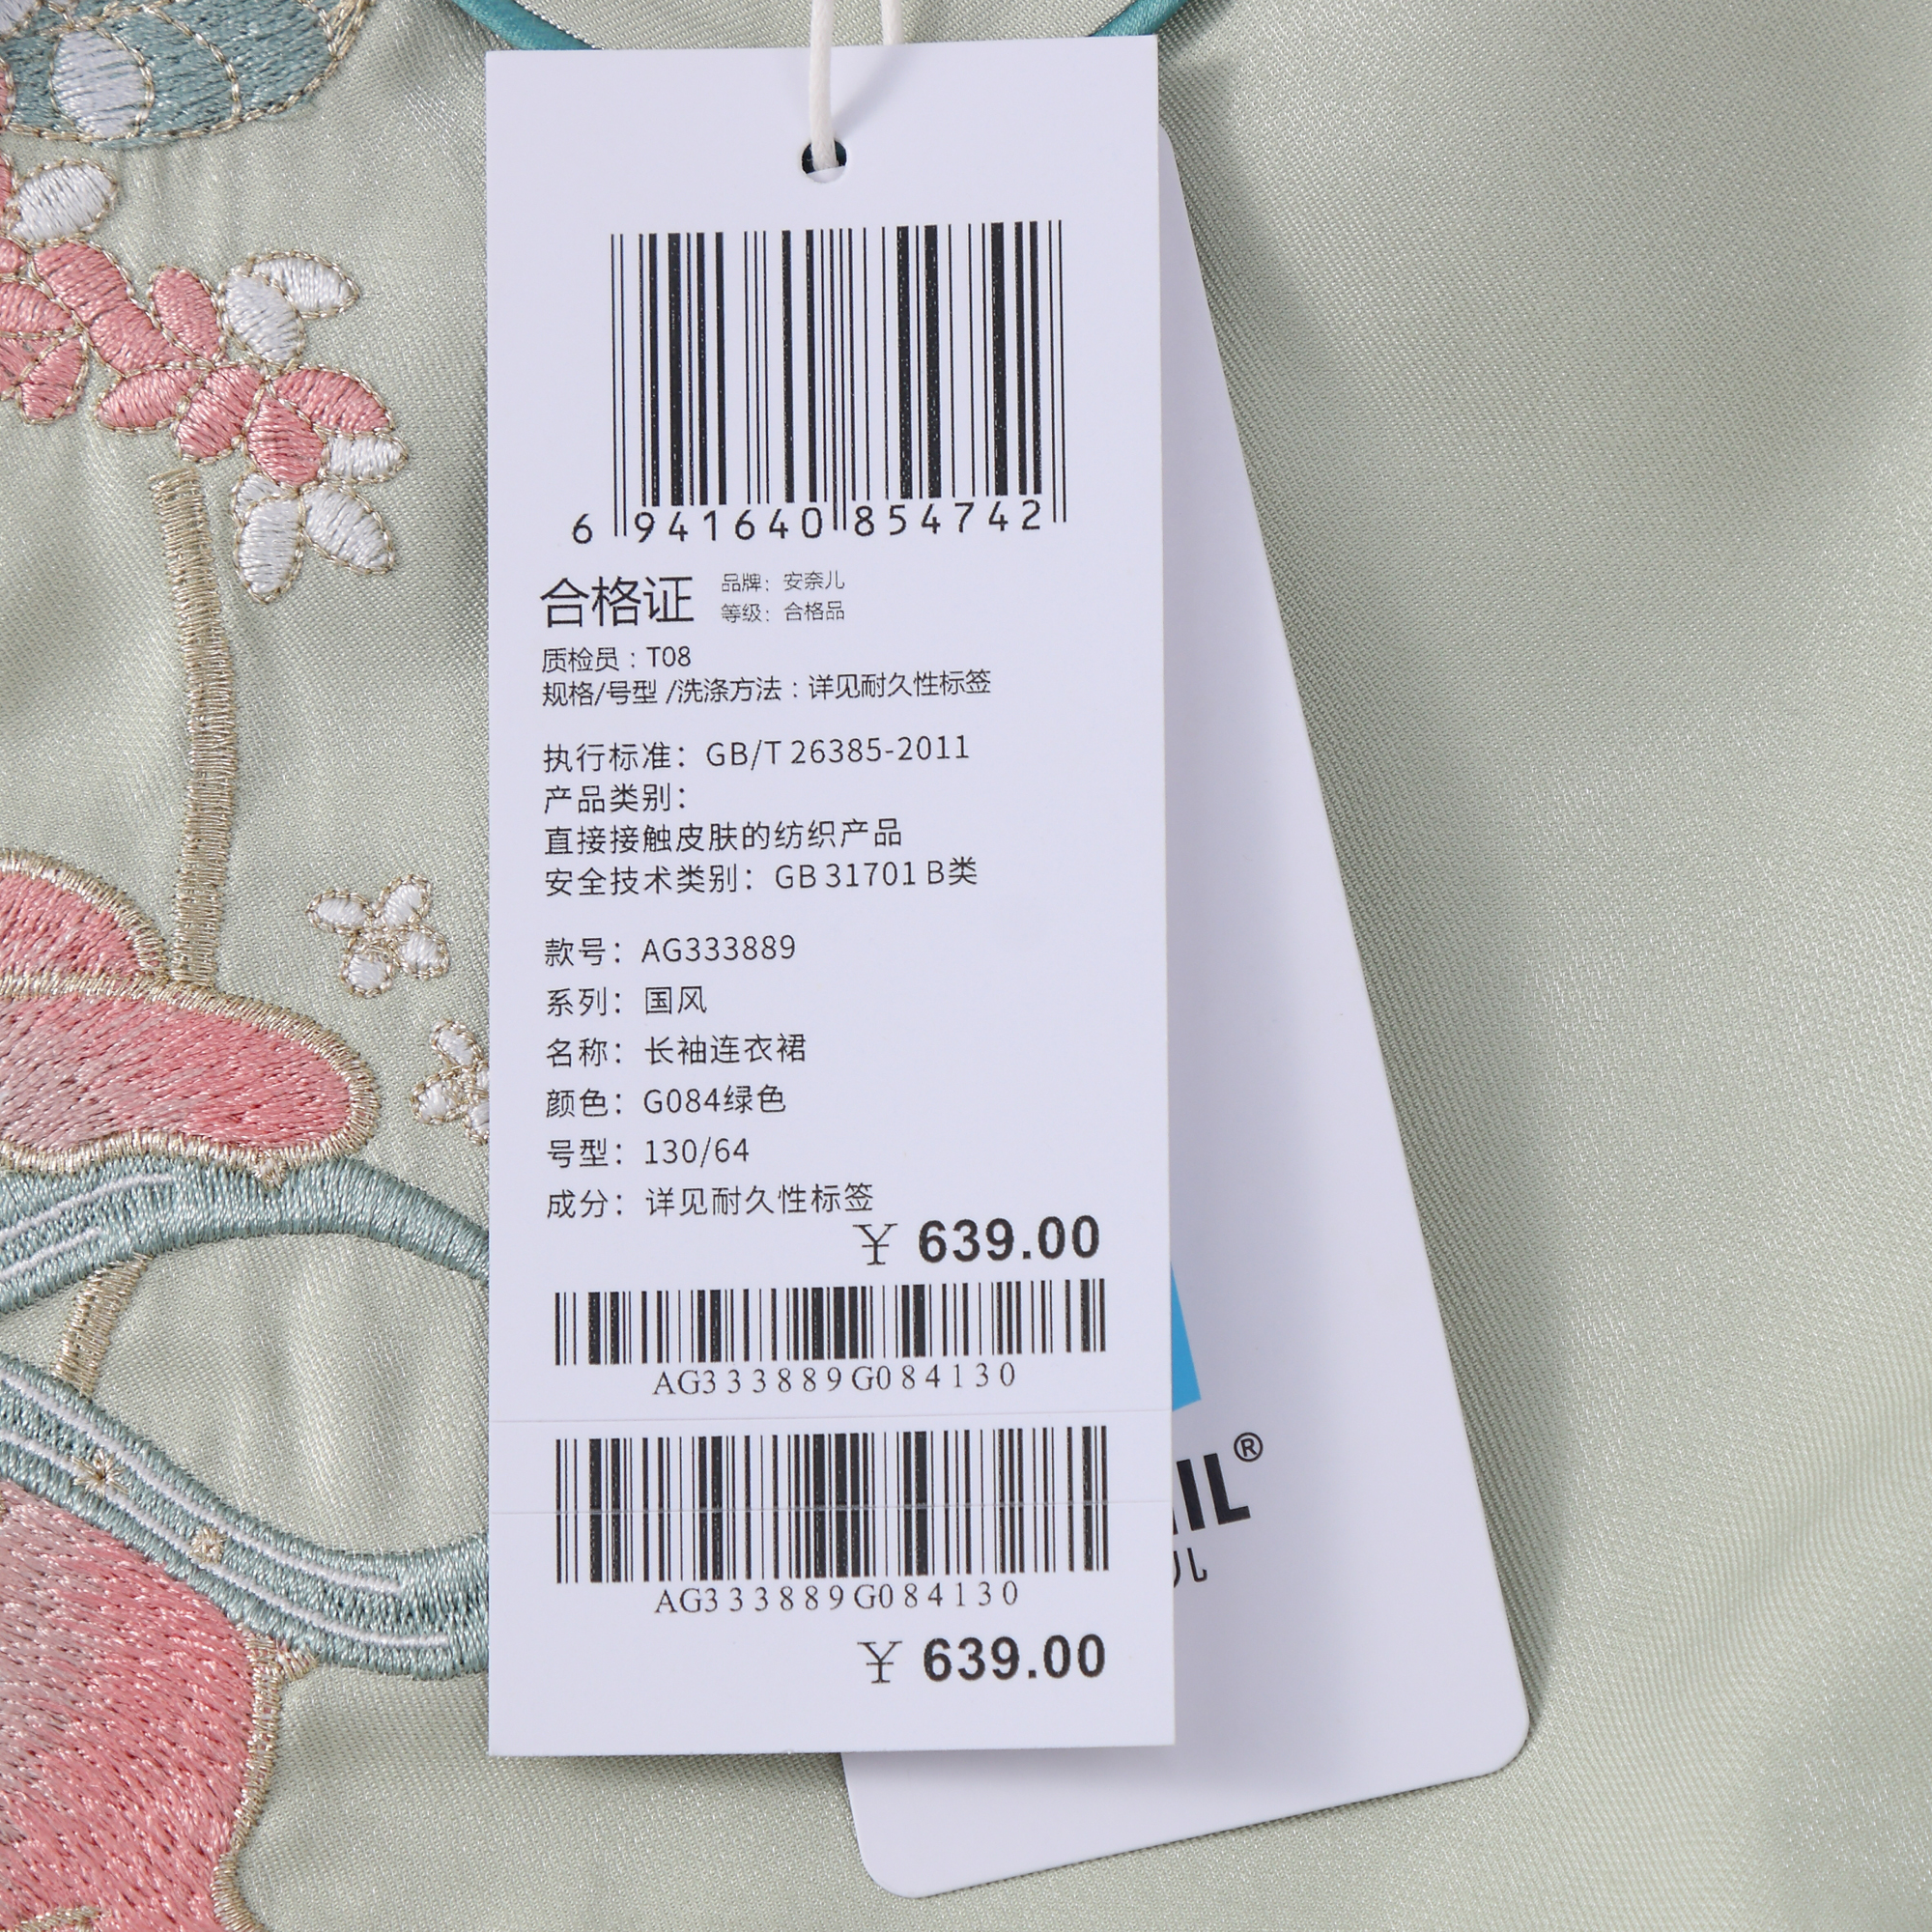 6 941640 854742
合格证
品牌：安奈儿
等级：合格品
质检员：T08
规格/号型 /洗涤方法：详见耐久性标签
执行标准：GB/T 26385-2011
产品类别：
直接接触皮肤的纺织产品
安全技术类别：GB 31701 B类
款号：AG333889
系列：国风
名称：长袖连衣裙
颜色：G084绿色
号型：130/64
成分：详见耐久性标签
¥ 639.00
AG333889G084130
AG333889G084130
¥ 639.00
IL®
儿